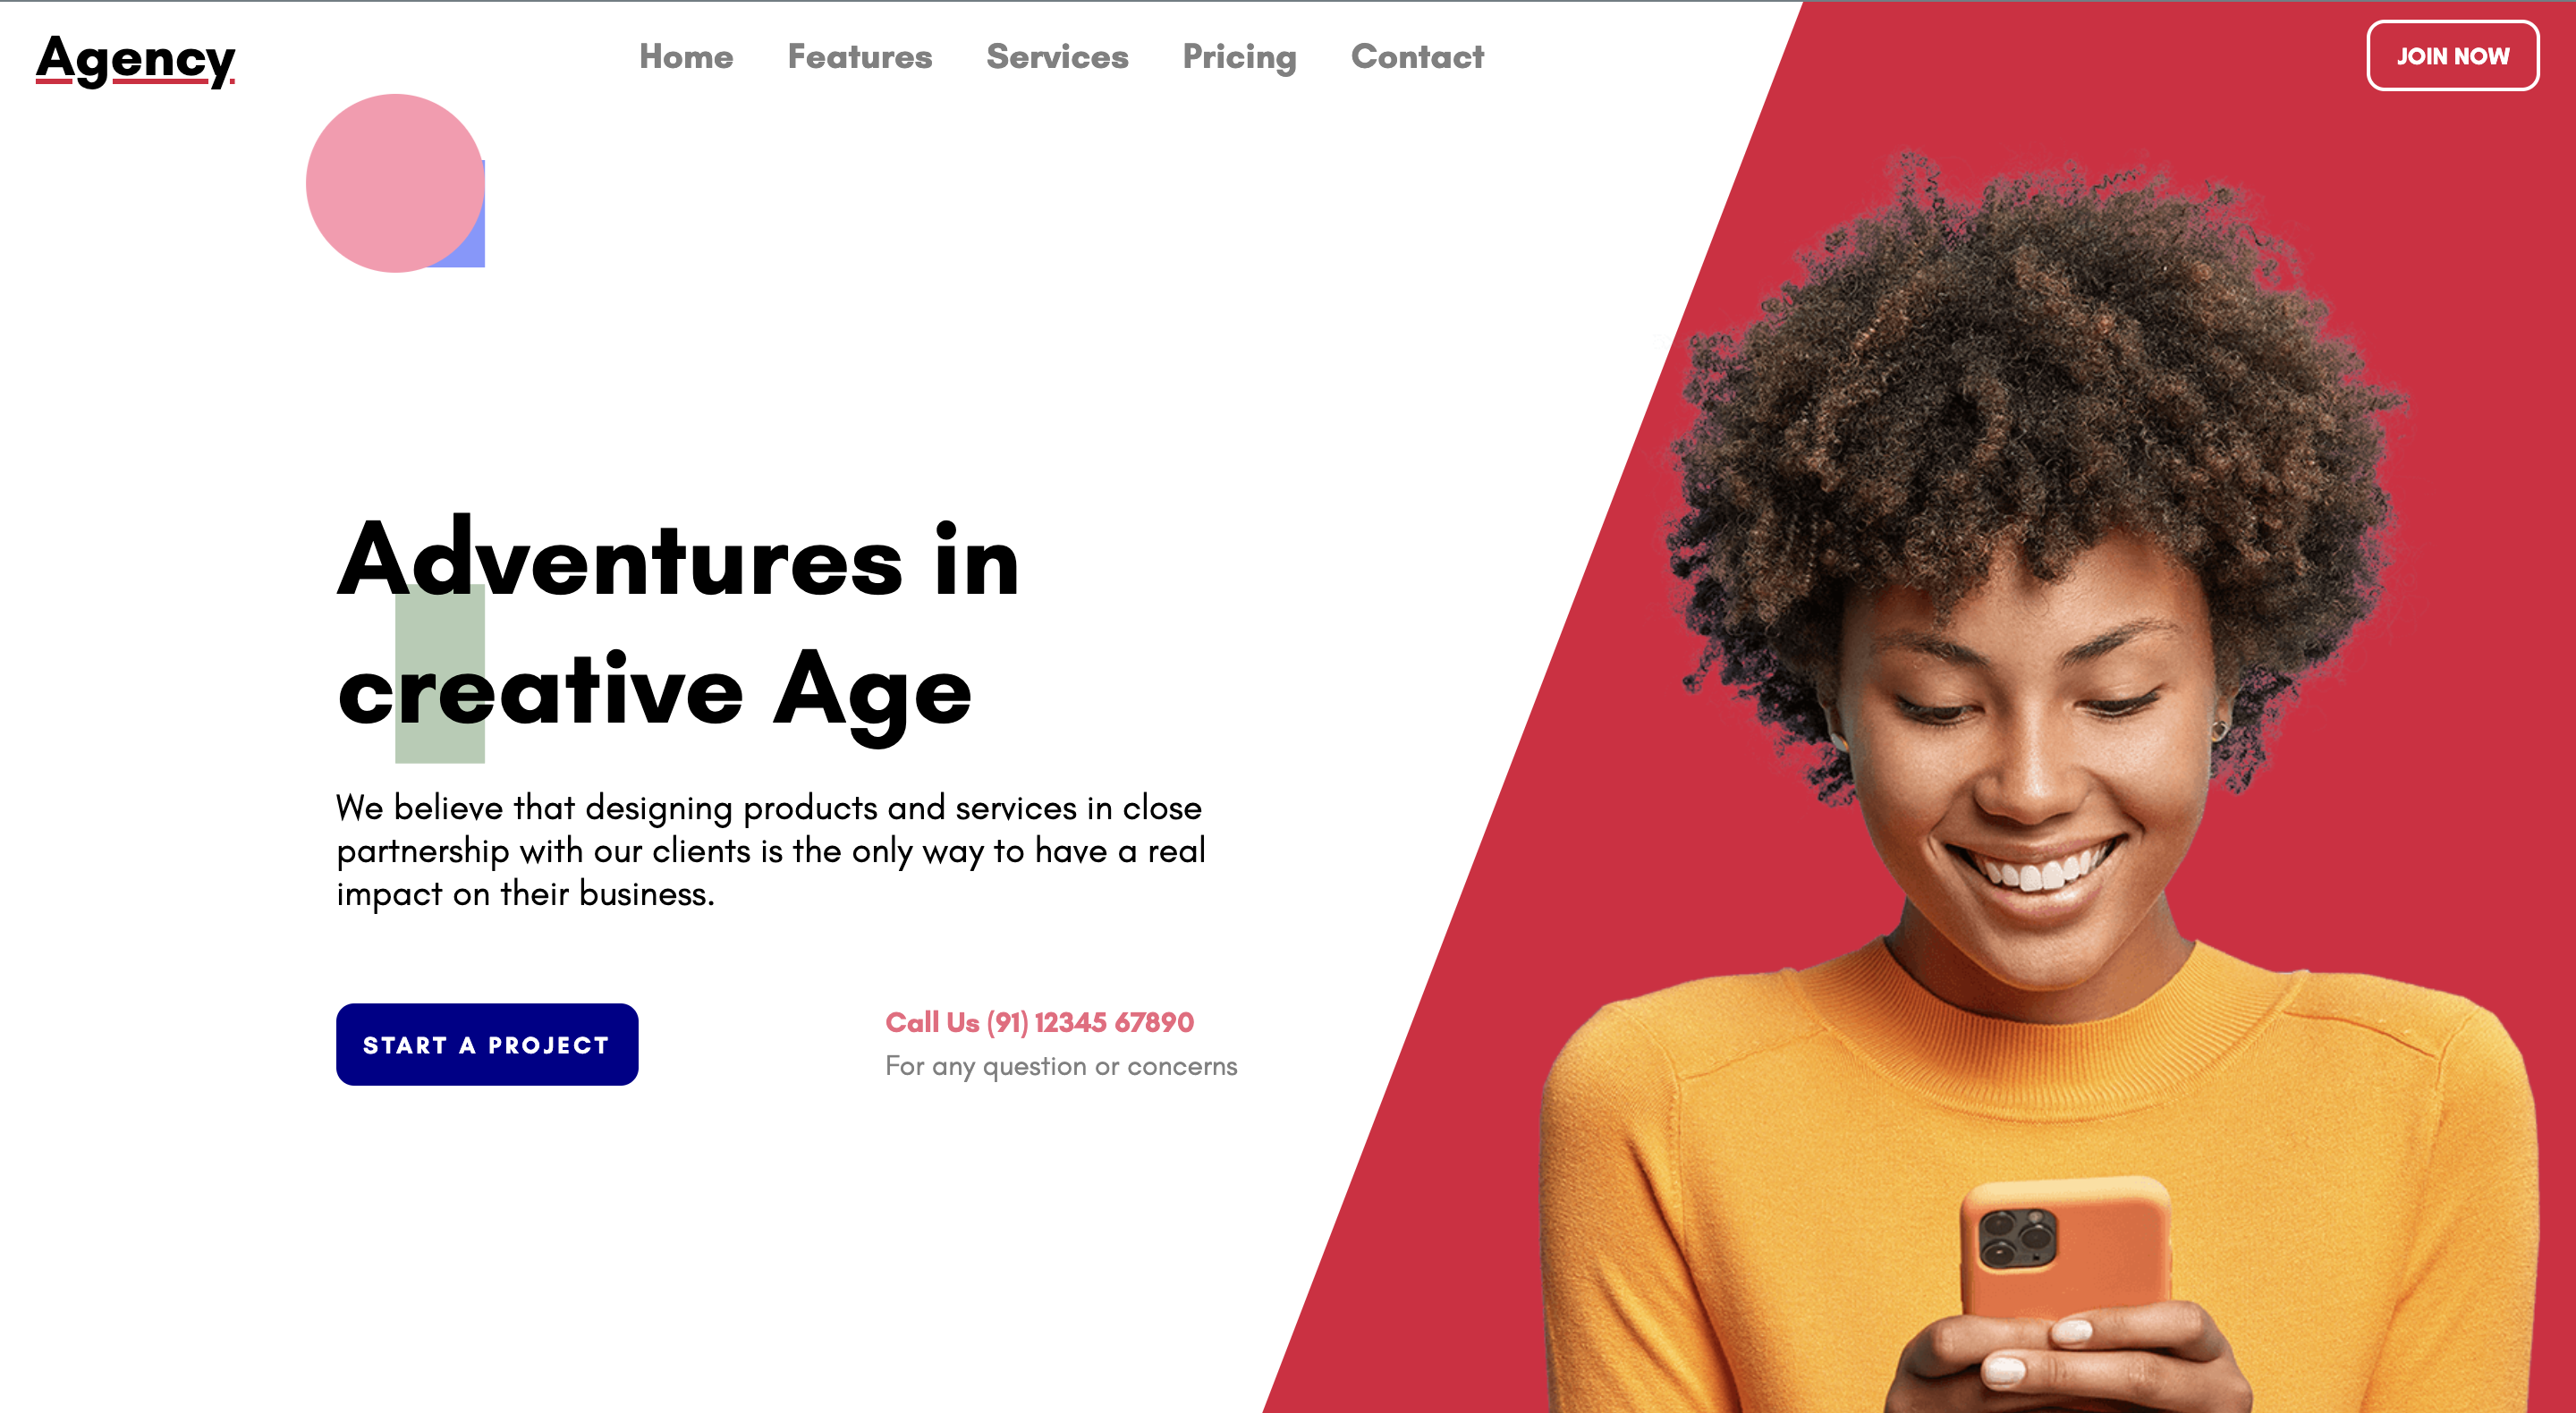 Agency
Home Features Services Pricing Contact
JOIN NOW
Adventures in
creative Age
We believe that designing products and services in close
partnership with our clients is the only way to have a real
impact on their business.
START A PROJECT
Call Us (91) 12345 67890
For any question or concerns